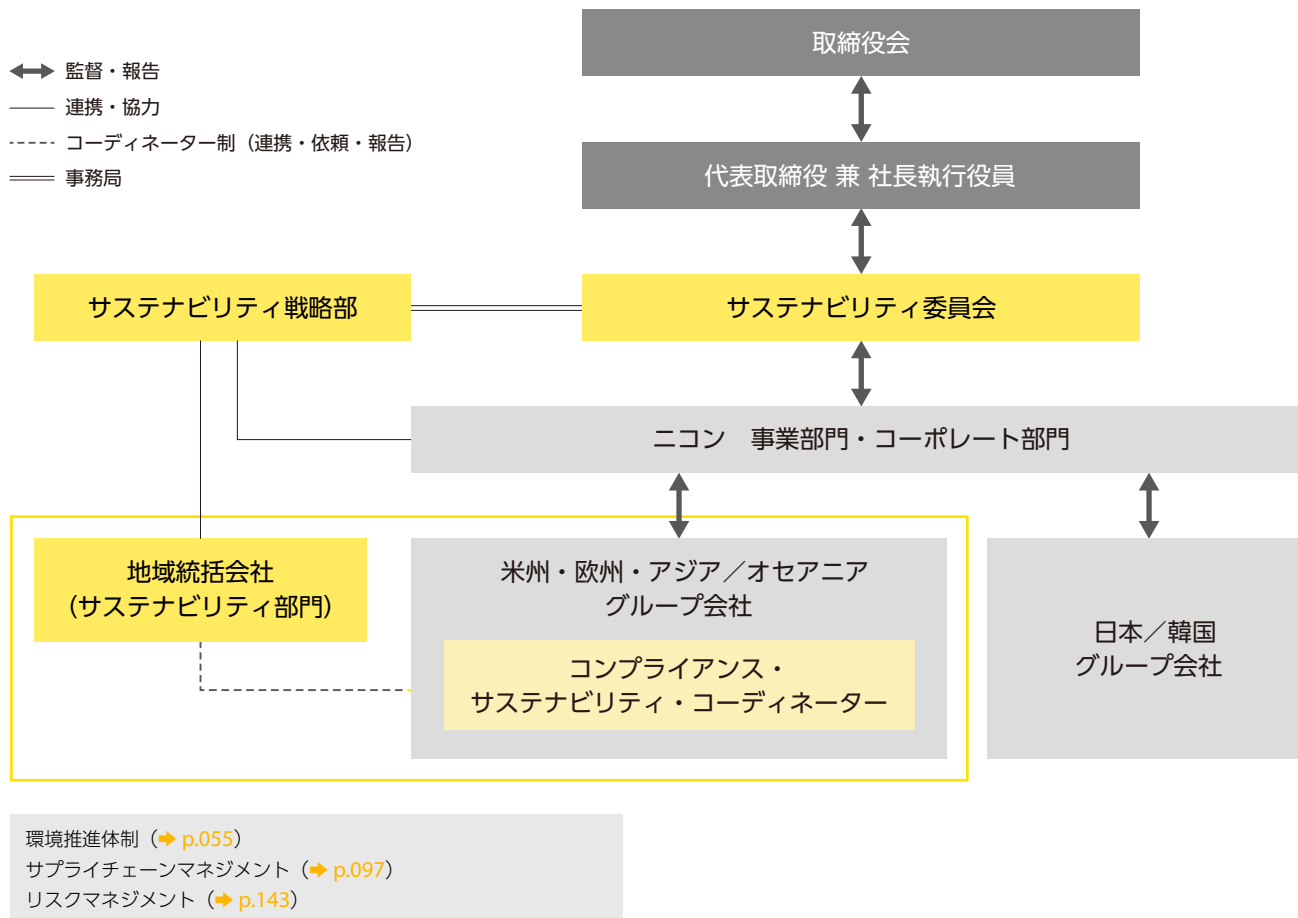 取締役会
監督・報告
連携・協力
コーディネーター制（連携・依頼・報告）
事務局
代表取締役 兼 社長執行役員
サステナビリティ戦略部
サステナビリティ委員会
ニコン　事業部門・コーポレート部門
地域統括会社
(サステナビリティ部門)
米州・欧州・アジア／オセアニア
グループ会社
コンプライアンス・
サステナビリティ・コーディネーター
日本／韓国
グループ会社
環境推進体制（➡ p.055）
サプライチェーンマネジメント（➡ p.097）
リスクマネジメント（➡ p.143）